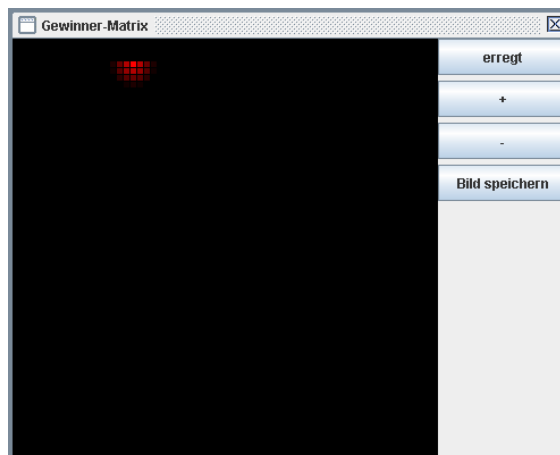 Gewinner-Matrix
erregt
+
-
Bild speichern